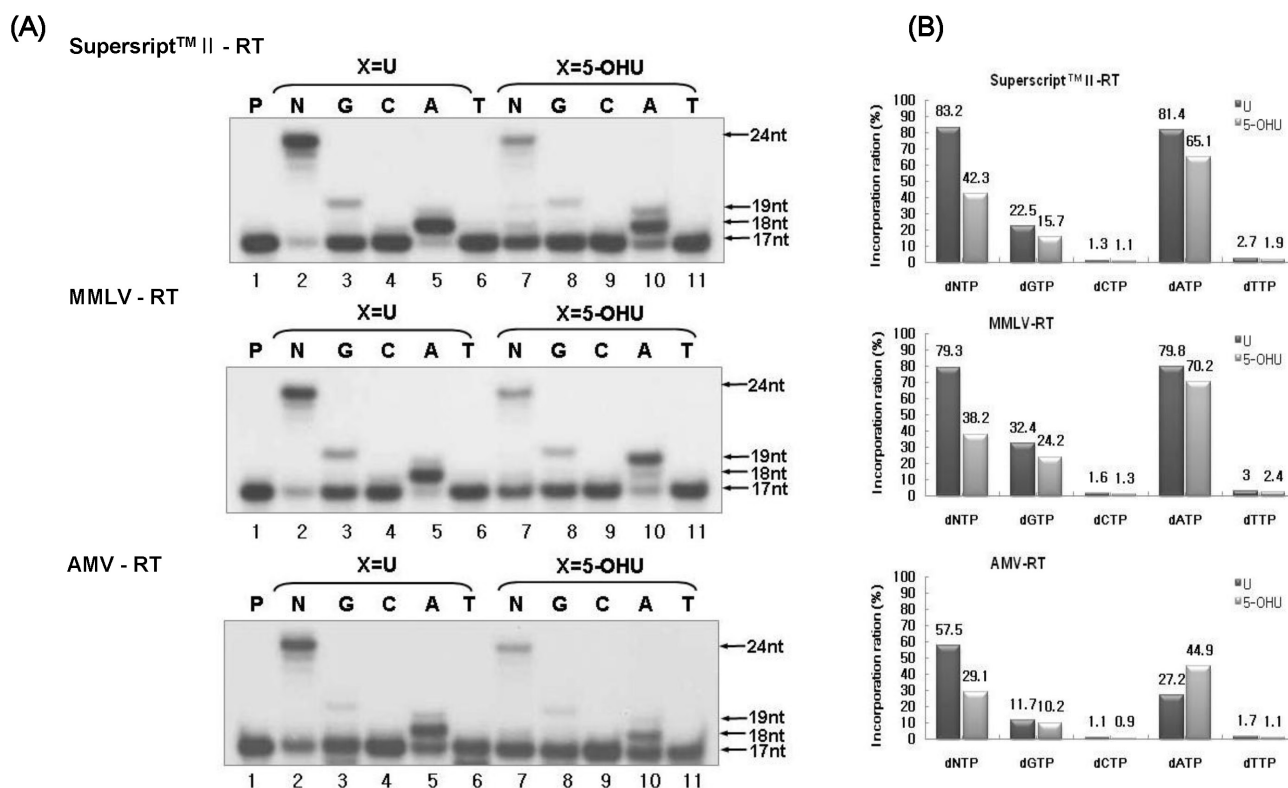 (A)
Supersript™ II - RT
X=U X=5-OHU
P N G C A T N G C A T
24nt
19nt
18nt
17nt
1 2 3 4 5 6 7 8 9 10 11
MMLV - RT
X=U X=5-OHU
P N G C A T N G C A T
24nt
19nt
18nt
17nt
1 2 3 4 5 6 7 8 9 10 11
AMV - RT
X=U X=5-OHU
P N G C A T N G C A T
24nt
19nt
18nt
17nt
1 2 3 4 5 6 7 8 9 10 11
(B)
Superscript™ II-RT
Incorporation ration (%)
100
90
80
70
60
50
40
30
20
10
0
83.2 42.3 22.5 15.7 1.3 1.1 81.4 65.1 2.7 1.9
U
5-OHU
dNTP dGTP dCTP dATP dTTP
MMLV-RT
Incorporation ration (%)
100
90
80
70
60
50
40
30
20
10
0
79.3 38.2 32.4 24.2 1.6 1.3 79.8 70.2 3 2.4
U
5-OHU
dNTP dGTP dCTP dATP dTTP
AMV-RT
Incorporation ration (%)
100
90
80
70
60
50
40
30
20
10
0
57.5 29.1 11.7 10.2 1.1 0.9 27.2 44.9 1.7 1.1
U
5-OHU
dNTP dGTP dCTP dATP dTTP